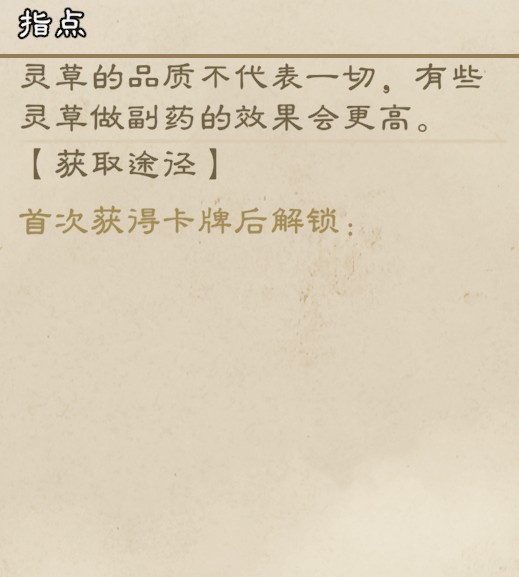 指点
灵草的品质不代表一切，有些
灵草做副药的效果会更高。
【获取途径】
首次获得卡牌后解锁：